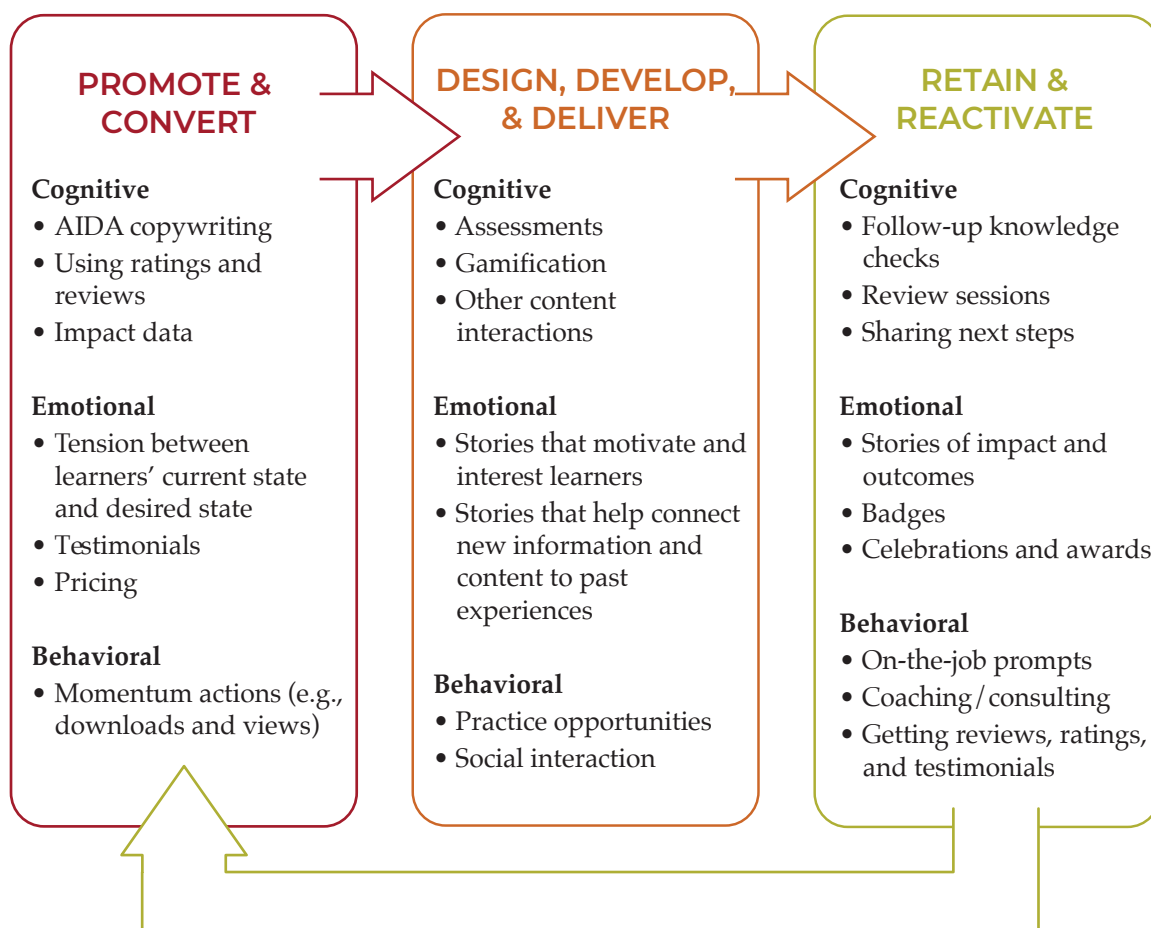 PROMOTE &
CONVERT
Cognitive
• AIDA copywriting
• Using ratings and
reviews
• Impact data
Emotional
• Tension between
learners’ current state
and desired state
• Testimonials
• Pricing
Behavioral
• Momentum actions (e.g.,
downloads and views)
DESIGN, DEVELOP,
& DELIVER
Cognitive
• Assessments
• Gamification
• Other content
interactions
Emotional
• Stories that motivate and
interest learners
• Stories that help connect
new information and
content to past
experiences
Behavioral
• Practice opportunities
• Social interaction
RETAIN &
REACTIVATE
Cognitive
• Follow-up knowledge
checks
• Review sessions
• Sharing next steps
Emotional
• Stories of impact and
outcomes
• Badges
• Celebrations and awards
Behavioral
• On-the-job prompts
• Coaching/consulting
• Getting reviews, ratings,
and testimonials